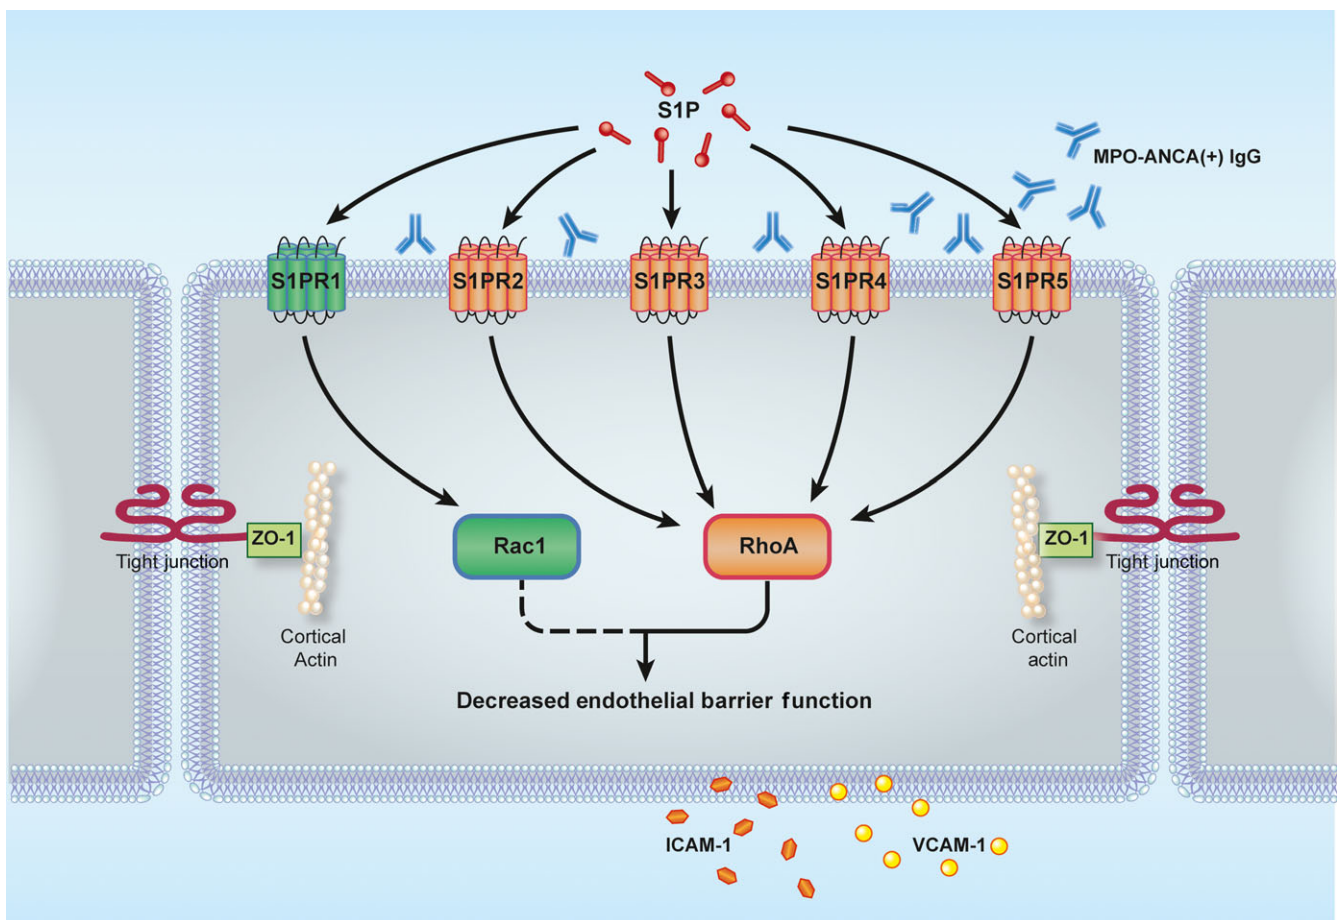 S1P
MPO-ANCA(+) IgG
S1PR1
S1PR2
S1PR3
S1PR4
S1PR5
ZO-1
Tight junction
Cortical
Actin
Rac1
RhoA
ZO-1
Tight junction
Cortical
actin
Decreased endothelial barrier function
ICAM-1
VCAM-1